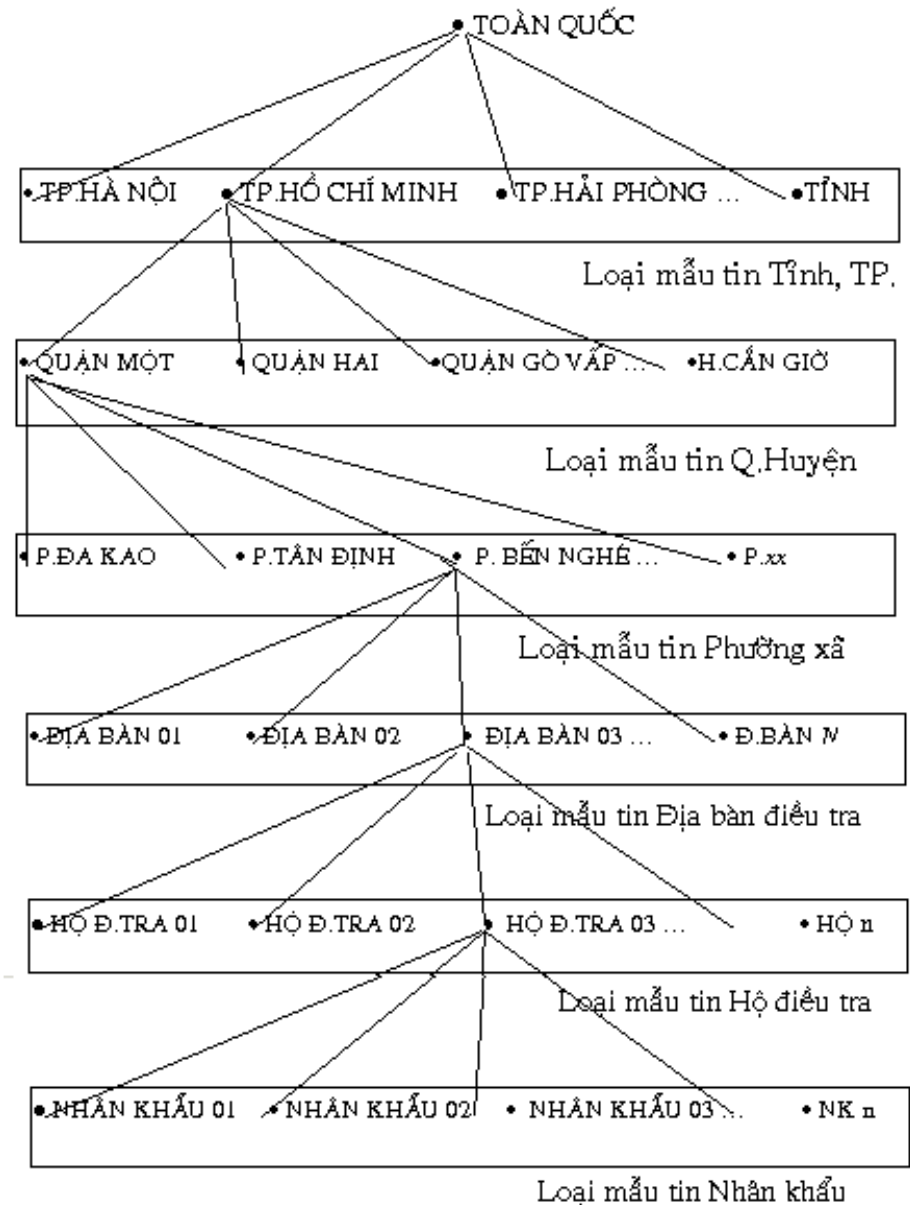 • TOÀN QUỐC
• TP.HÀ NỘI • TP.HỒ CHÍ MINH • TP.HẢI PHÒNG ... • TỈNH
Loại mẫu tin Tỉnh, TP.
• QUẬN MỘT • QUẬN HAI • QUẬN GÒ VẤP ... • H.CẦN GIỜ
Loại mẫu tin Q.Huyện
• P.ĐA KAO • P.TÂN ĐỊNH • P. BẾN NGHÉ ... • P.xx
Loại mẫu tin Phường xã
• ĐỊA BÀN 01 • ĐỊA BÀN 02 • ĐỊA BÀN 03 ... • Đ.BÀN N
Loại mẫu tin Địa bàn điều tra
• HỘ Đ.TRA 01 • HỘ Đ.TRA 02 • HỘ Đ.TRA 03 ... • HỘ n
Loại mẫu tin Hộ điều tra
• NHÂN KHẨU 01 • NHÂN KHẨU 02 • NHÂN KHẨU 03 ... • NK n
Loại mẫu tin Nhân khẩu